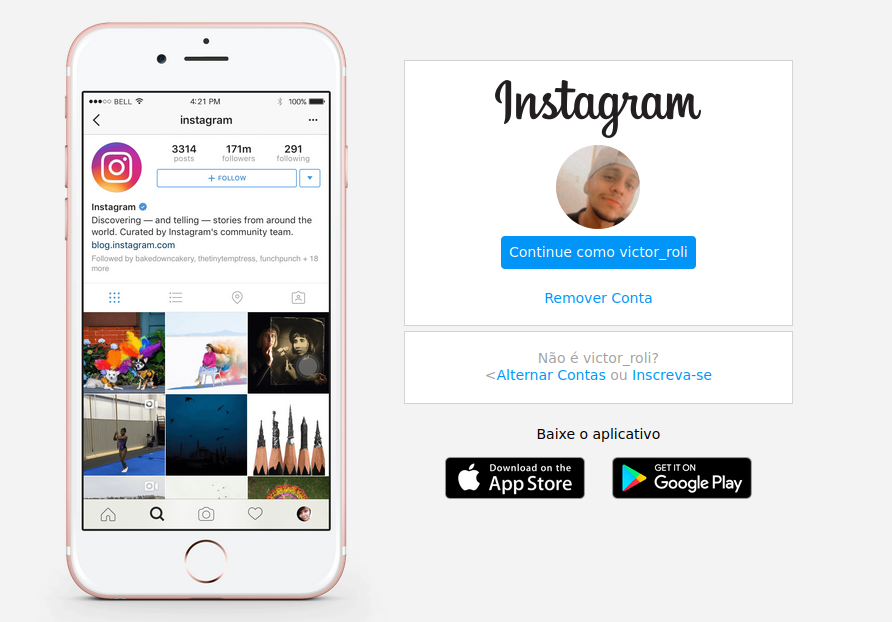 ●●●○○ BELL 4:21 PM 100%
instagram
3314 171m 291
posts followers following
+ FOLLOW
Instagram
Discovering — and telling — stories from around the
world. Curated by Instagram's community team.
blog.instagram.com
Followed by bakedowncakery, thetinytemptress, funchpunch + 18
more
Instagram
Continue como victor_roli
Remover Conta
Não é victor_roli?
<Alternar Contas ou Inscreva-se
Baixe o aplicativo
Download on the
App Store
GET IT ON
Google Play